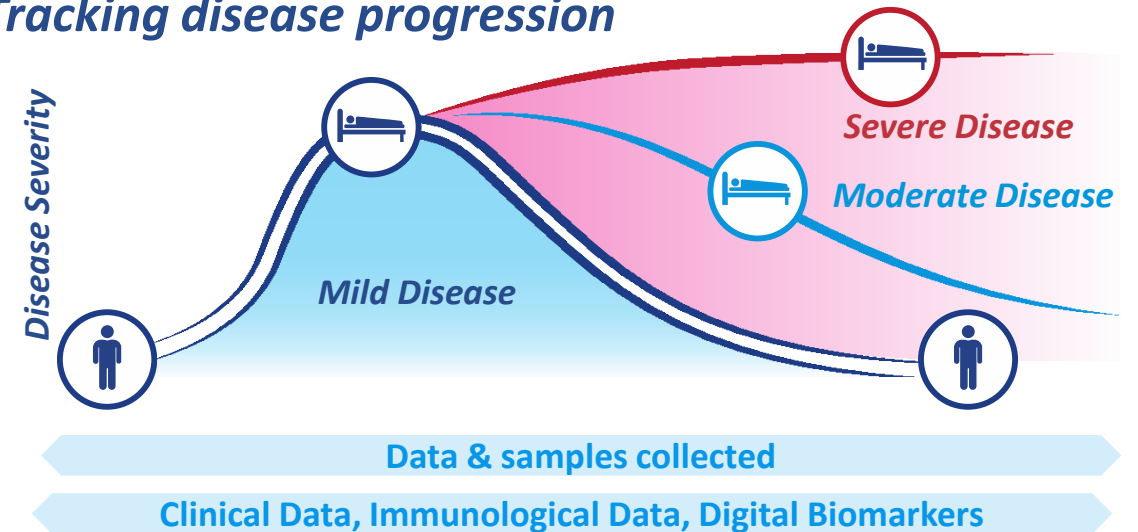 Tracking disease progression
Disease Severity
Severe Disease
Moderate Disease
Mild Disease
Data & samples collected
Clinical Data, Immunological Data, Digital Biomarkers